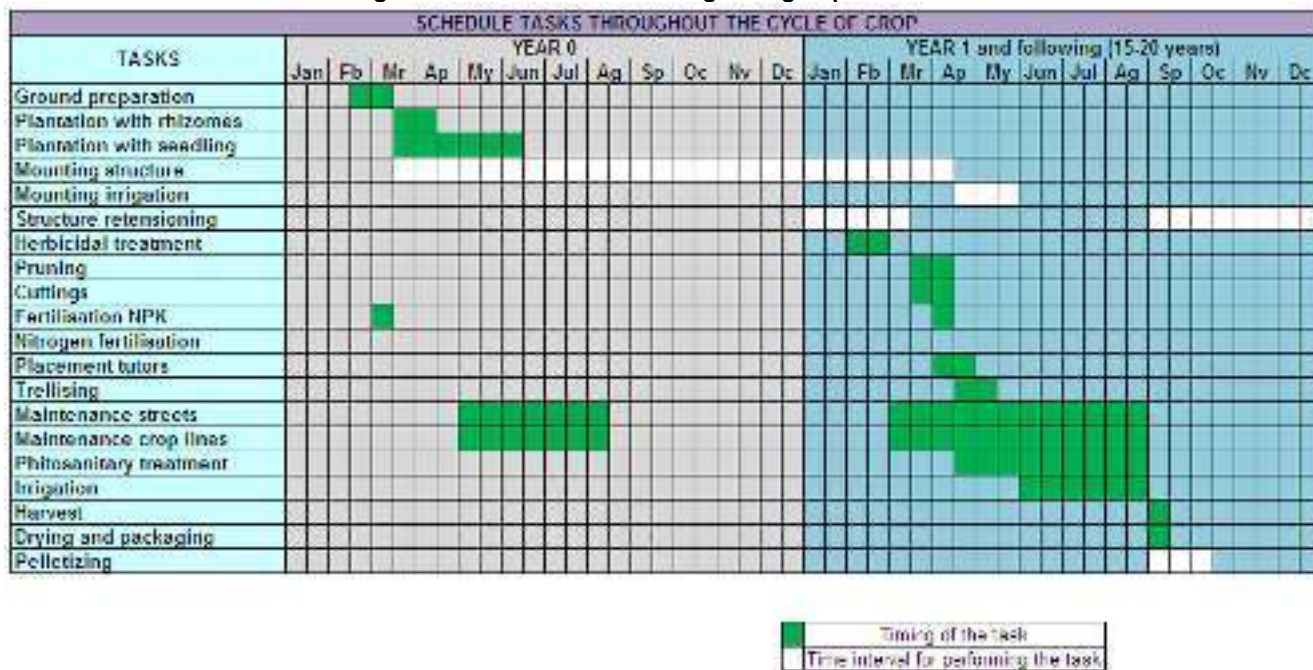 SCHEDULE TASKS THROUGHOUT THE CYCLE OF CROP
TASKS
YEAR 0
YEAR 1 and following (15-20 years)
Jan Fb Mr Ap My Jun Jul Ag Sp Oc Nv Dc Jan Fb Mr Ap My Jun Jul Ag Sp Oc Nv Dc
Ground preparation
Plantation with rhizomes
Plantation with seedling
Mounting structure
Mounting irrigation
Structure retensioning
Herbicidal treatment
Pruning
Cuttings
Fertilisation NPK
Nitrogen fertilisation
Placement tutors
Trellising
Maintenance streets
Maintenance crop lines
Phitosanitary treatment
Irrigation
Harvest
Drying and packaging
Pelletizing
Timing of the task
Time interval for performing the task